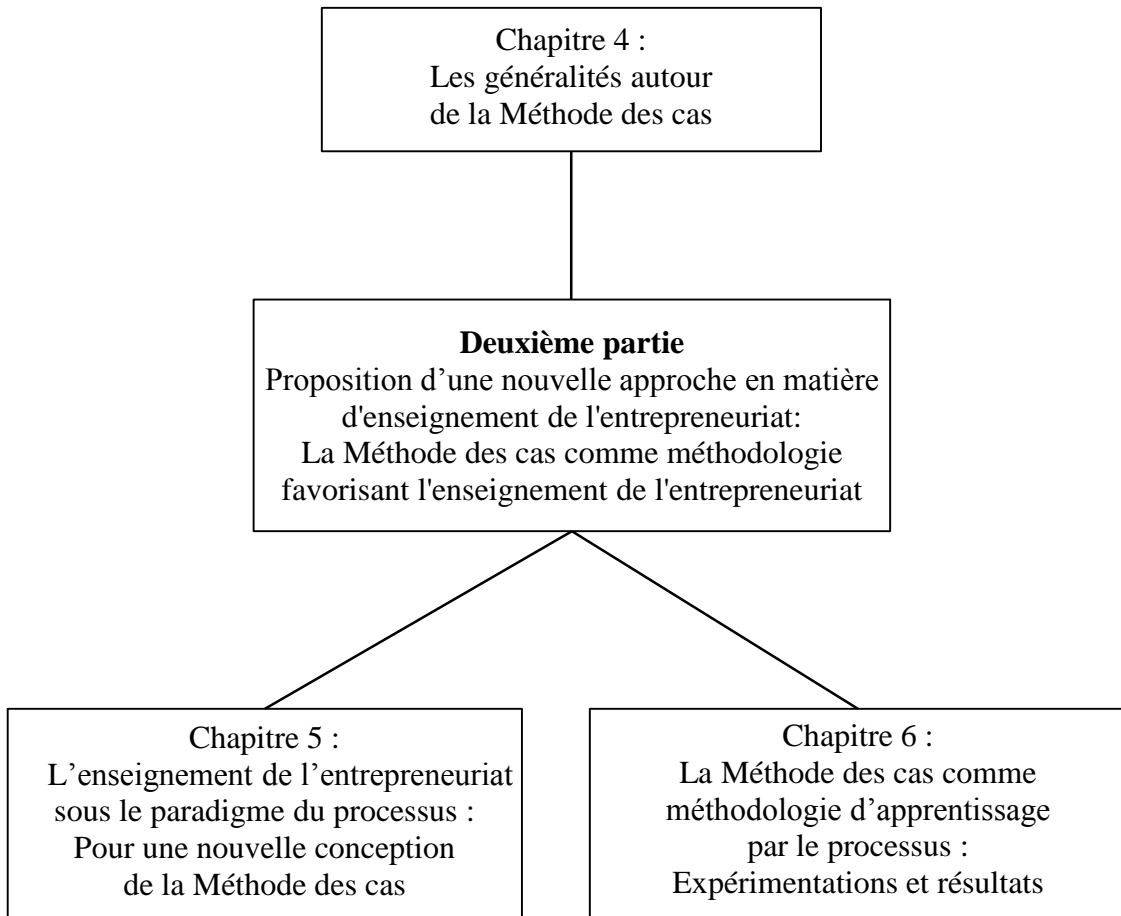 Chapitre 4 :
Les généralités autour
de la Méthode des cas
Deuxième partie
Proposition d’une nouvelle approche en matière
d'enseignement de l'entrepreneuriat:
La Méthode des cas comme méthodologie
favorisant l'enseignement de l'entrepreneuriat
Chapitre 5 :
L’enseignement de l’entrepreneuriat
sous le paradigme du processus :
Pour une nouvelle conception
de la Méthode des cas
Chapitre 6 :
La Méthode des cas comme
méthodologie d’apprentissage
par le processus :
Expérimentations et résultats